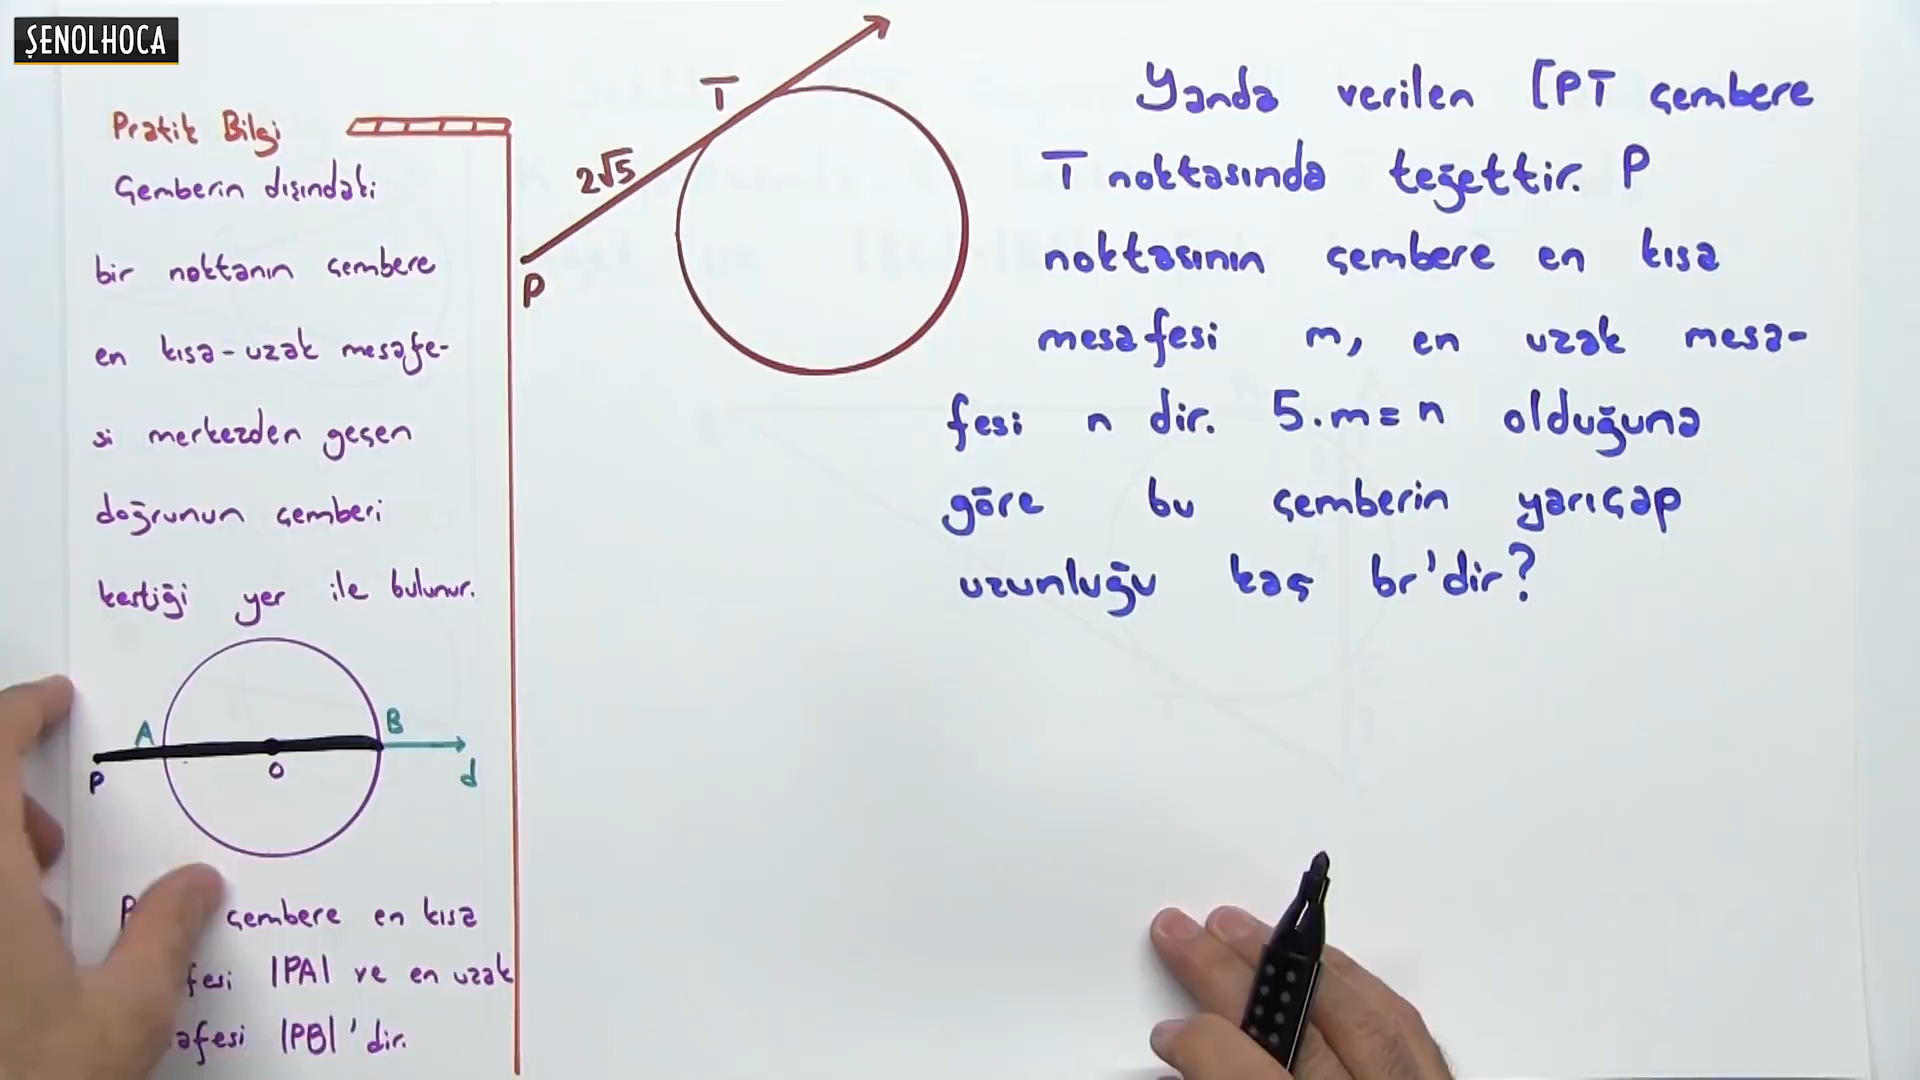 ŞENOLHOCA
Pratik Bilgi
Çemberin dışındaki
bir noktanın çembere
en kısa-uzak mesafe-
si merkezden geçen
doğrunun çemberi
kestiği yer ile bulunur.
A
B
P
O
d
çembere en kısa
fesi |PA| ve en uzak
afesi |PB|'dir.
T
2√5
P
Yanda verilen [PT çembere
T noktasında teğettir. P
noktasının çembere en kısa
mesafesi m, en uzak mesa-
fesi n dir. 5.m = n olduğuna
göre bu çemberin yarıçap
uzunluğu kaç br'dir?